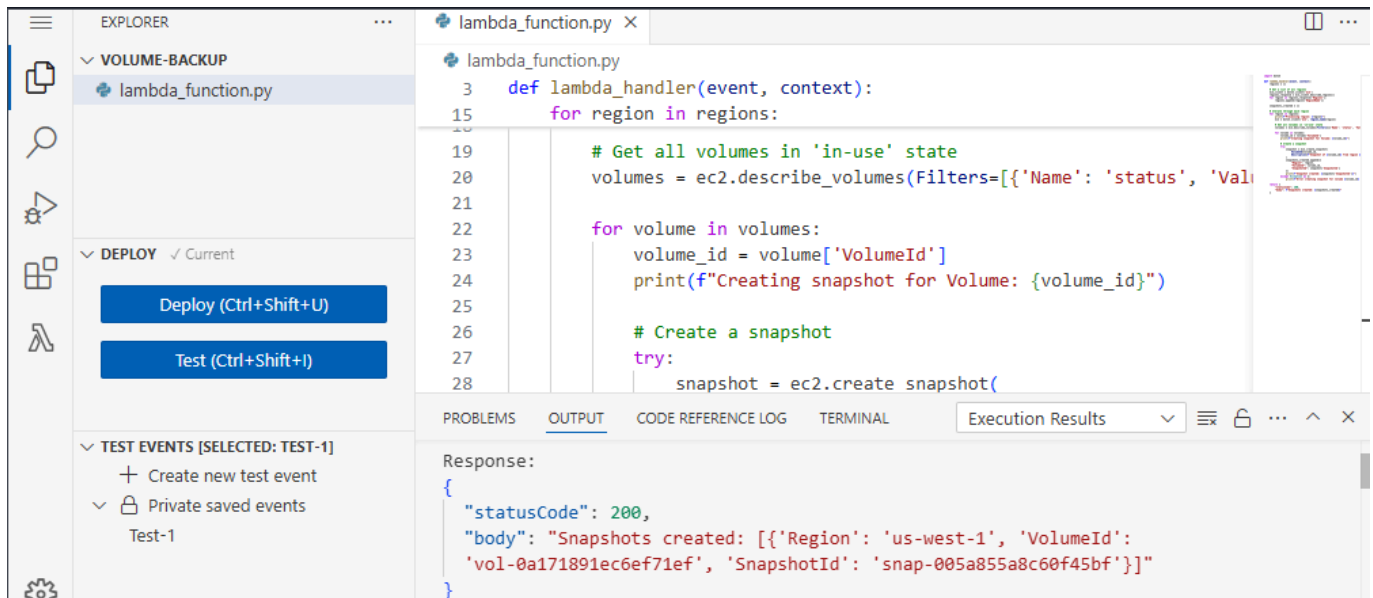 EXPLORER
VOLUME-BACKUP
lambda_function.py
DEPLOY ✓ Current
Deploy (Ctrl+Shift+U)
Test (Ctrl+Shift+I)
TEST EVENTS [SELECTED: TEST-1]
Create new test event
Private saved events
Test-1
lambda_function.py
lambda_function.py
3 def lambda_handler(event, context):
15 for region in regions:
19 # Get all volumes in 'in-use' state
20 volumes = ec2.describe_volumes(Filters=[{'Name': 'status', 'Val
21
22 for volume in volumes:
23 volume_id = volume['VolumeId']
24 print(f"Creating snapshot for Volume: {volume_id}")
25
26 # Create a snapshot
27 try:
28 snapshot = ec2.create_snapshot(
PROBLEMS OUTPUT CODE REFERENCE LOG TERMINAL Execution Results
Response:
{
"statusCode": 200,
"body": "Snapshots created: [{'Region': 'us-west-1', 'VolumeId':
'vol-0a171891ec6ef71ef', 'SnapshotId': 'snap-005a855a8c60f45bf'}]"
}